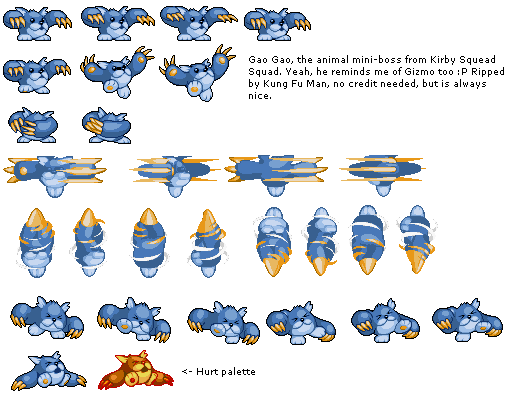 Gao Gao, the animal mini-boss from Kirby Squead
Squad. Yeah, he reminds me of Gizmo too :P Ripped
by Kung Fu Man, no credit needed, but is always
nice.
<- Hurt palette